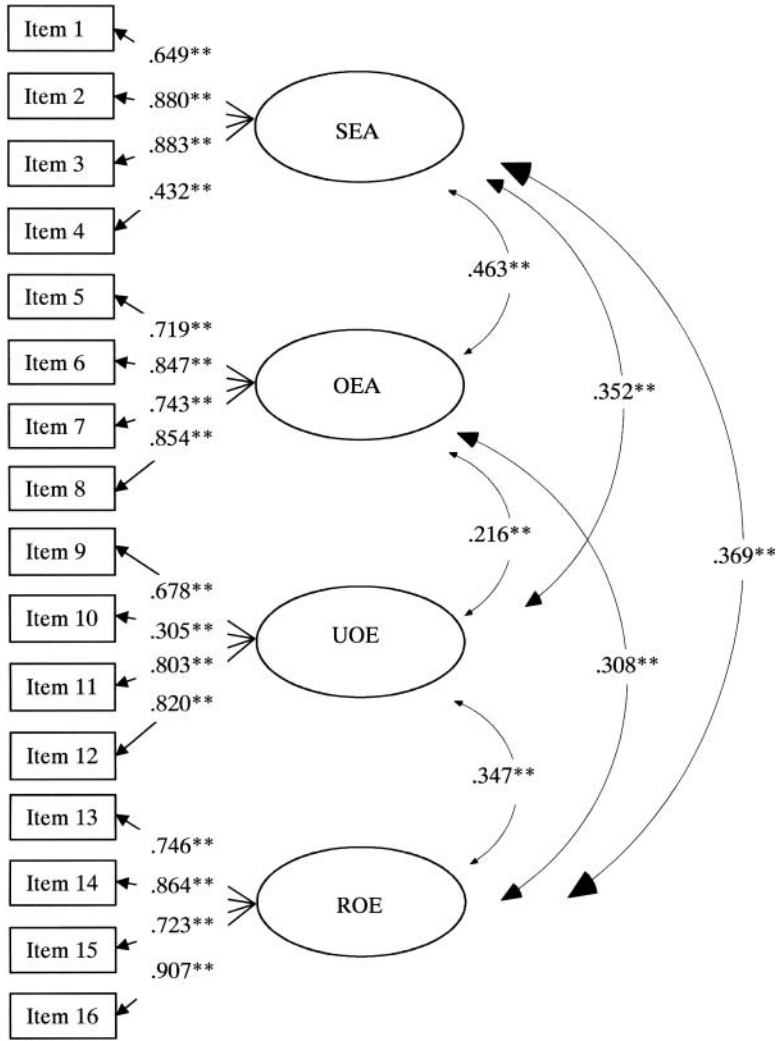 Item 1
.649**
Item 2
.880**
SEA
Item 3
.883**
.432**
Item 4
.463**
Item 5
.719**
Item 6
.847**
OEA
.352**
Item 7
.743**
.854**
Item 8
Item 9
.216**
.369**
.678**
Item 10
.305**
UOE
.803**
.308**
Item 11
.820**
Item 12
.347**
Item 13
.746**
Item 14
.864**
ROE
.723**
Item 15
.907**
Item 16